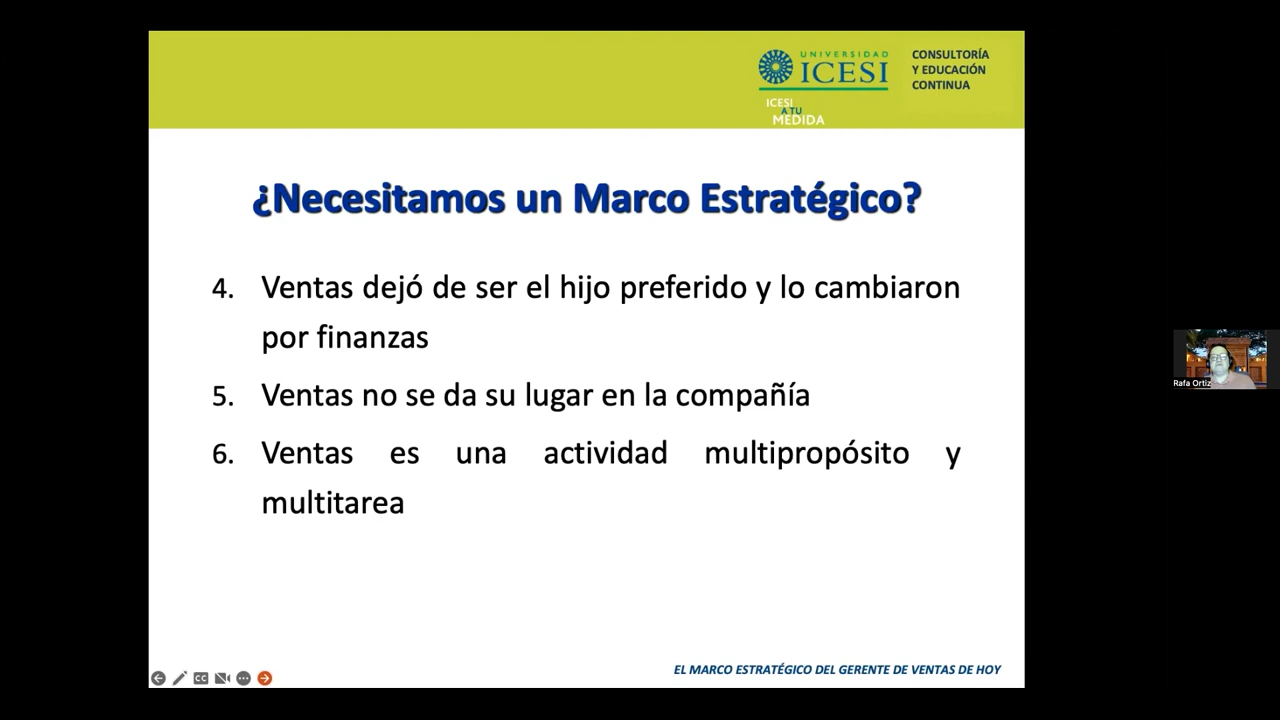 UNIVERSIDAD
ICESI
CONSULTORÍA
Y EDUCACIÓN
CONTINUA
ICESI
A TU
MEDIDA
¿Necesitamos un Marco Estratégico?
4. Ventas dejó de ser el hijo preferido y lo cambiaron
por finanzas
5. Ventas no se da su lugar en la compañía
6. Ventas es una actividad multipropósito y
multitarea
Rafa Ortiz
CC
EL MARCO ESTRATÉGICO DEL GERENTE DE VENTAS DE HOY